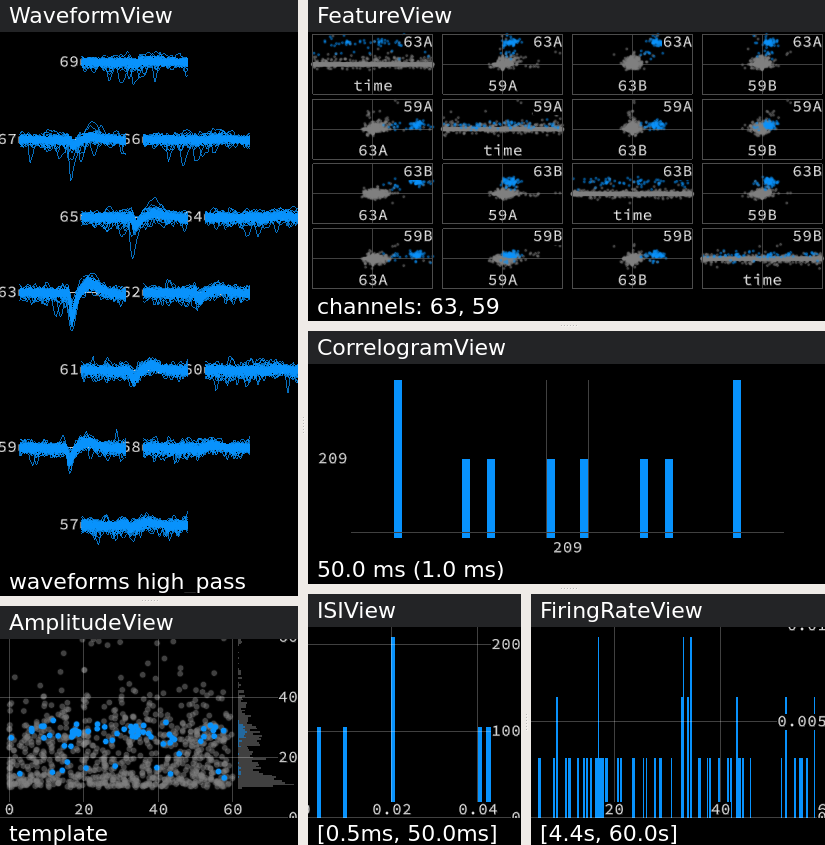 WaveformView
69
67 66
65 64
63 62
61 60
59 58
57
waveforms high_pass
FeatureView
63A 63A 63A 63A
time 59A 63B 59B
59A 59A 59A 59A
63A time 63B 59B
63B 63B 63B 63B
63A 59A time 59B
59B 59B 59B 59B
63A 59A 63B time
channels: 63, 59
CorrelogramView
209
209
50.0 ms (1.0 ms)
AmplitudeView
60
40
20
0
0 20 40 60
template
ISIView
200
100
0
0 0.02 0.04
[0.5ms, 50.0ms]
FiringRateView
0.01
0.005
0
20 40
[4.4s, 60.0s]